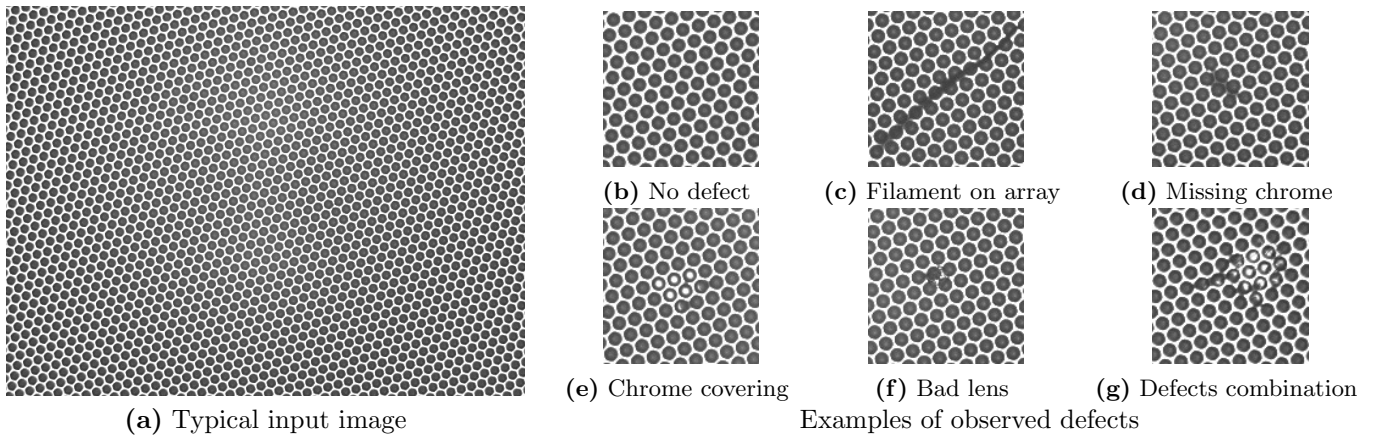 (b) No defect
(c) Filament on array
(d) Missing chrome
(e) Chrome covering
(f) Bad lens
(g) Defects combination
(a) Typical input image
Examples of observed defects